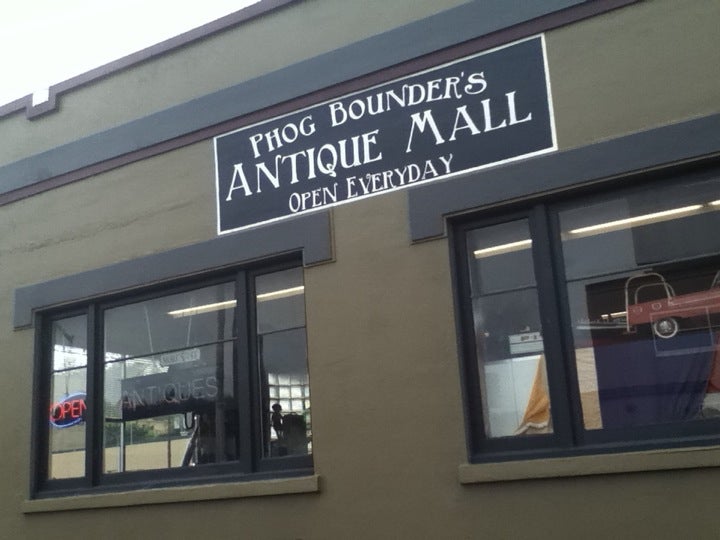 Phog Bounder's
Antique Mall
Open Everyday
OPEN
ANTIQUES